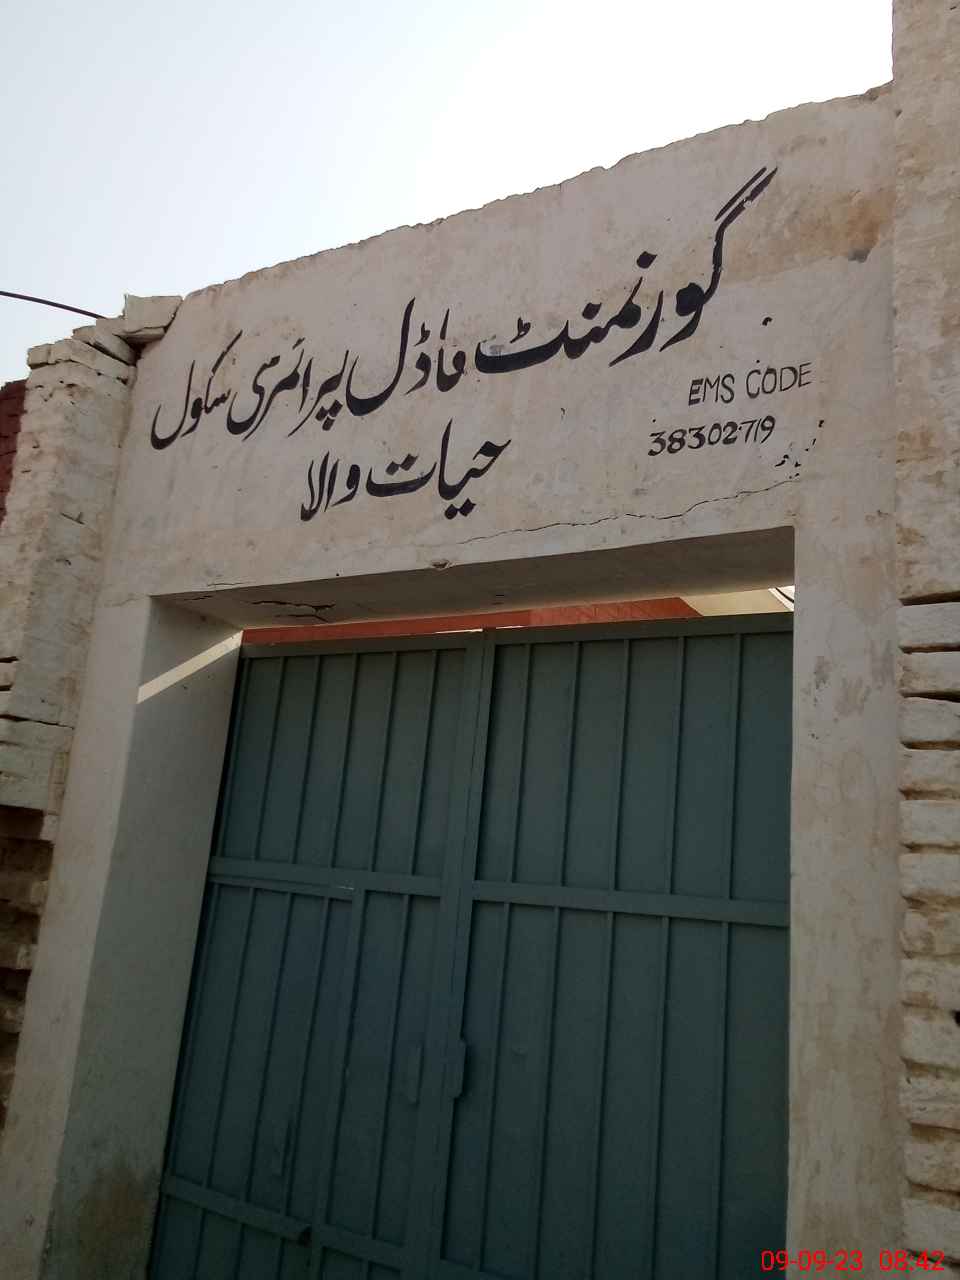 گورنمنٹ ماڈل پرائمری سکول
حیات والا
EMS CODE
38302719
09-09-23 08:42